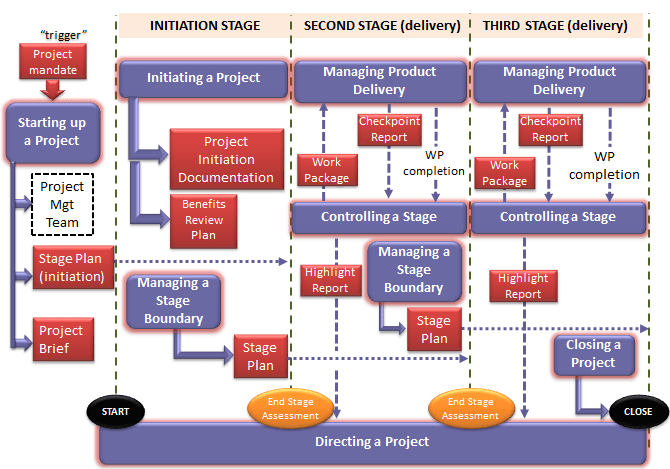 INITIATION STAGE
SECOND STAGE (delivery)
THIRD STAGE (delivery)
“trigger”
Project
mandate
Starting up
a Project
Project
Mgt
Team
Stage Plan
(initiation)
Project
Brief
Initiating a Project
Project
Initiation
Documentation
Benefits
Review
Plan
Managing a
Stage
Boundary
Stage
Plan
Managing Product
Delivery
Checkpoint
Report
Work
Package
WP
completion
Controlling a Stage
Highlight
Report
Managing a
Stage
Boundary
Stage
Plan
Managing Product
Delivery
Checkpoint
Report
Work
Package
WP
completion
Controlling a Stage
Highlight
Report
Closing a
Project
START
End Stage
Assessment
End Stage
Assessment
CLOSE
Directing a Project